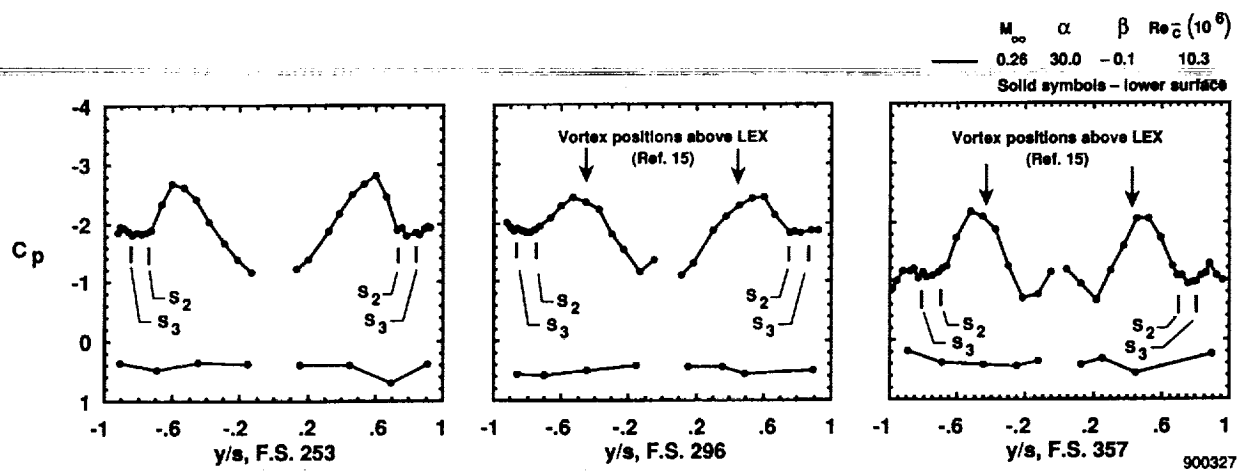 M∞ α β Re c̄ (10⁶)
0.26 30.0 −0.1 10.3
Solid symbols – lower surface
Cp
-4
-3
-2
-1
0
1
S2
S3
S2
S3
-1 -.6 -.2 .2 .6 1
y/s, F.S. 253
Vortex positions above LEX
(Ref. 15)
S2
S3
S2
S3
-1 -.6 -.2 .2 .6 1
y/s, F.S. 296
Vortex positions above LEX
(Ref. 15)
S2
S3
S2
S3
-1 -.6 -.2 .2 .6 1
y/s, F.S. 357
900327